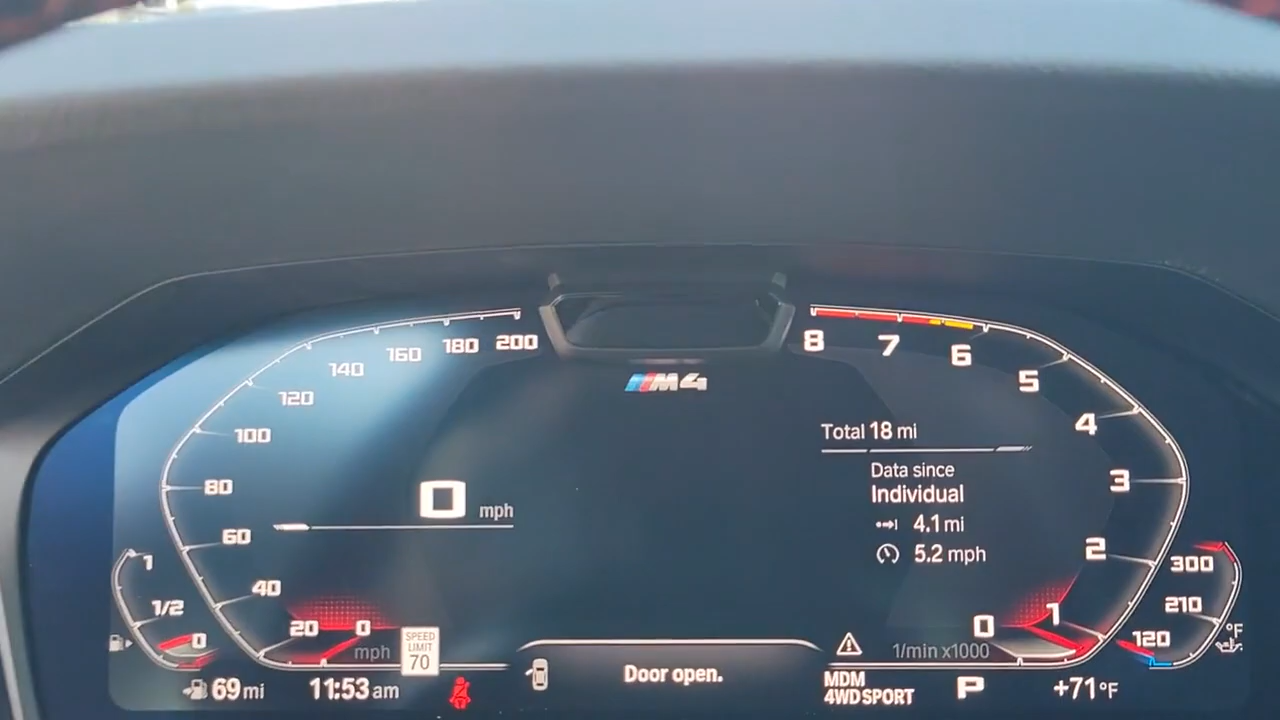 200
180
160
140
120
100
80
60
40
20
0
mph
0 mph
1
1/2
0
SPEED
LIMIT
70
M4
Total 18 mi
Data since
Individual
4.1 mi
5.2 mph
8
7
6
5
4
3
2
1
0
1/min x1000
300
210
120
°F
69 mi
11:53 am
Door open.
MDM
4WD SPORT
P
+71°F